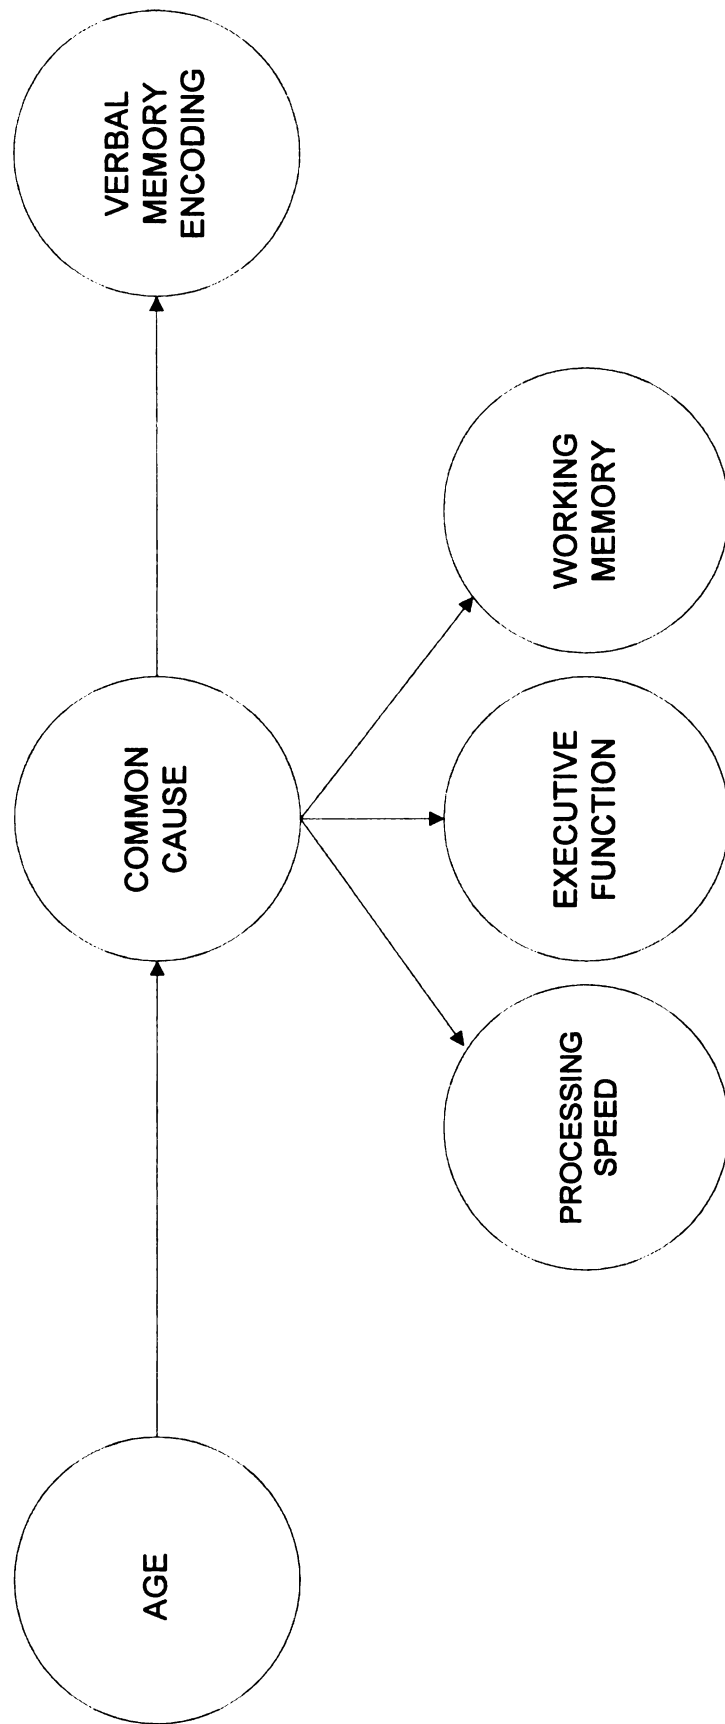 AGE
COMMON
CAUSE
VERBAL
MEMORY
ENCODING
PROCESSING
SPEED
EXECUTIVE
FUNCTION
WORKING
MEMORY